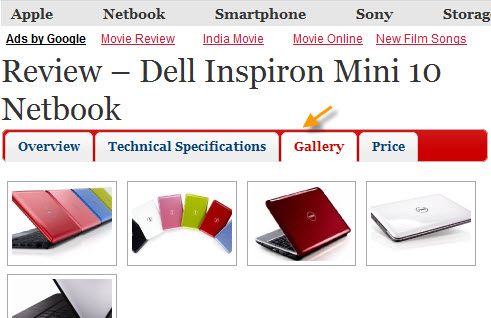 Apple Netbook Smartphone Sony Storag
Ads by Google Movie Review India Movie Movie Online New Film Songs
Review – Dell Inspiron Mini 10
Netbook
Overview Technical Specifications Gallery Price